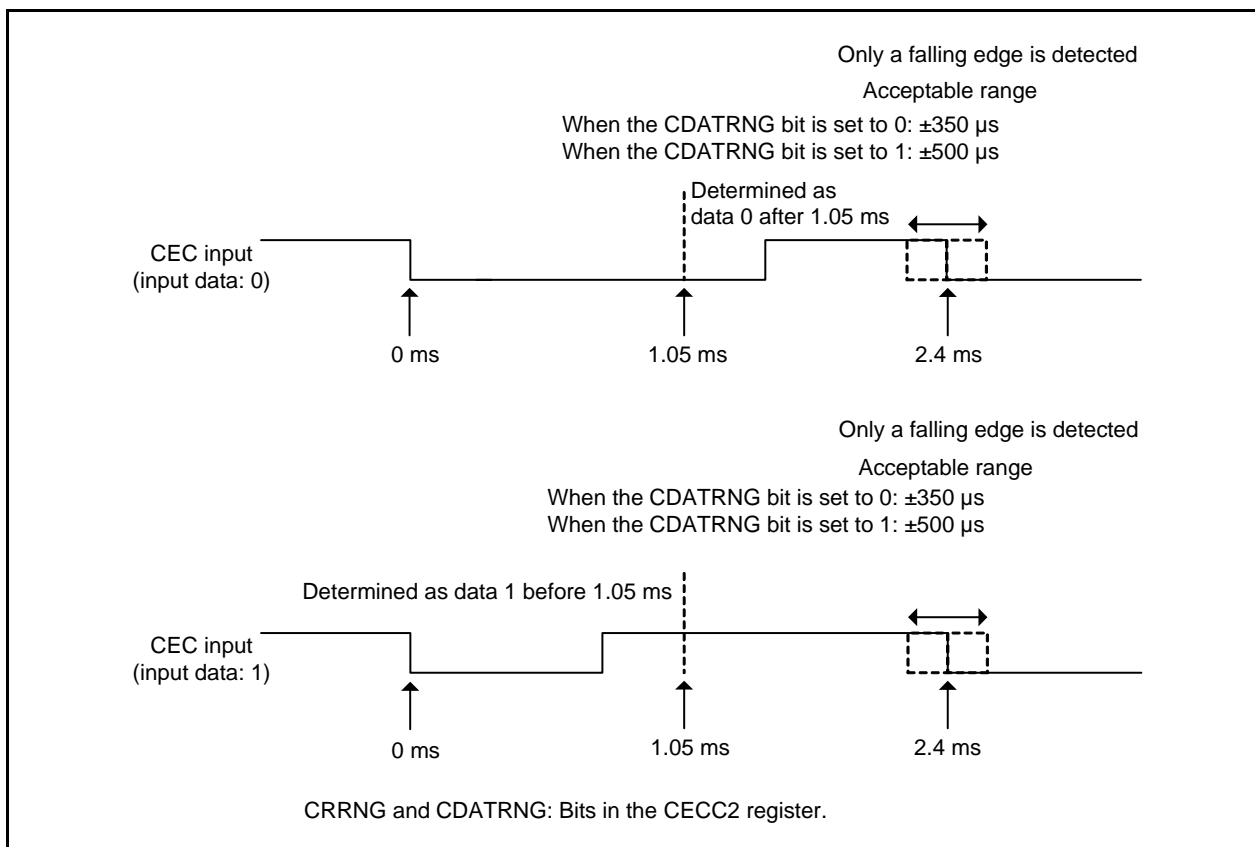 Only a falling edge is detected
Acceptable range
When the CDATRNG bit is set to 0: ±350 µs
When the CDATRNG bit is set to 1: ±500 µs
Determined as
data 0 after 1.05 ms
CEC input
(input data: 0)
0 ms
1.05 ms
2.4 ms
Only a falling edge is detected
Acceptable range
When the CDATRNG bit is set to 0: ±350 µs
When the CDATRNG bit is set to 1: ±500 µs
Determined as data 1 before 1.05 ms
CEC input
(input data: 1)
0 ms
1.05 ms
2.4 ms
CRRNG and CDATRNG: Bits in the CECC2 register.